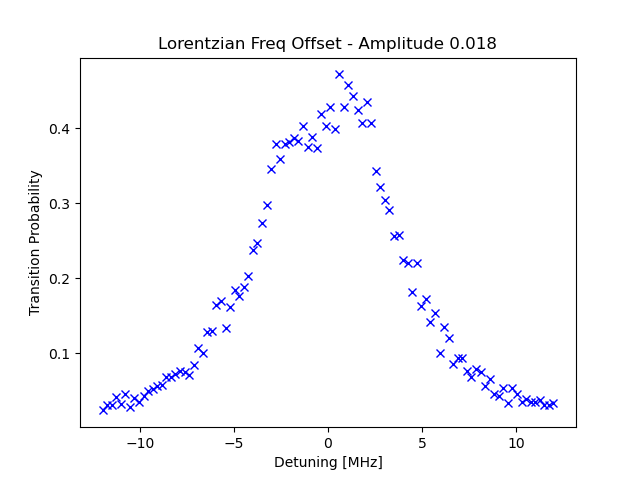 Lorentzian Freq Offset - Amplitude 0.018
Transition Probability
0.4
0.3
0.2
0.1
−10 −5 0 5 10
Detuning [MHz]